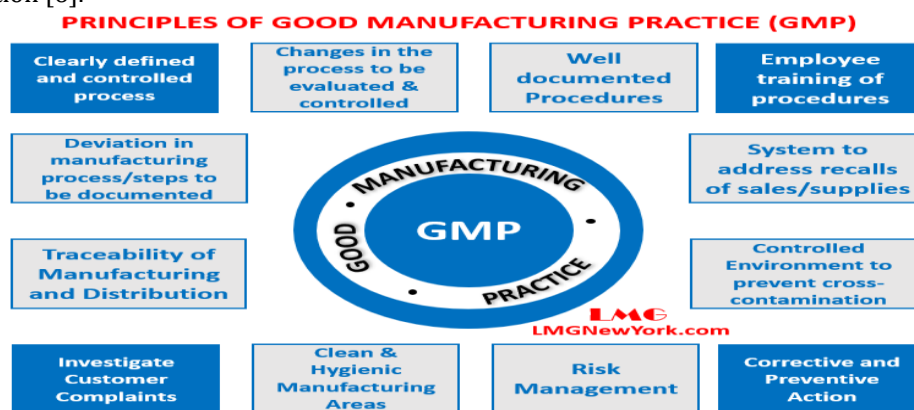 PRINCIPLES OF GOOD MANUFACTURING PRACTICE (GMP)
Clearly defined
and controlled
process
Changes in the
process to be
evaluated &
controlled
Well
documented
Procedures
Employee
training of
procedures
Deviation in
manufacturing
process/steps to
be documented
System to
address recalls
of sales/supplies
GOOD MANUFACTURING PRACTICE
GMP
Traceability of
Manufacturing
and Distribution
Controlled
Environment to
prevent cross-
contamination
LMG
LMGNewYork.com
Investigate
Customer
Complaints
Clean &
Hygienic
Manufacturing
Areas
Risk
Management
Corrective and
Preventive
Action